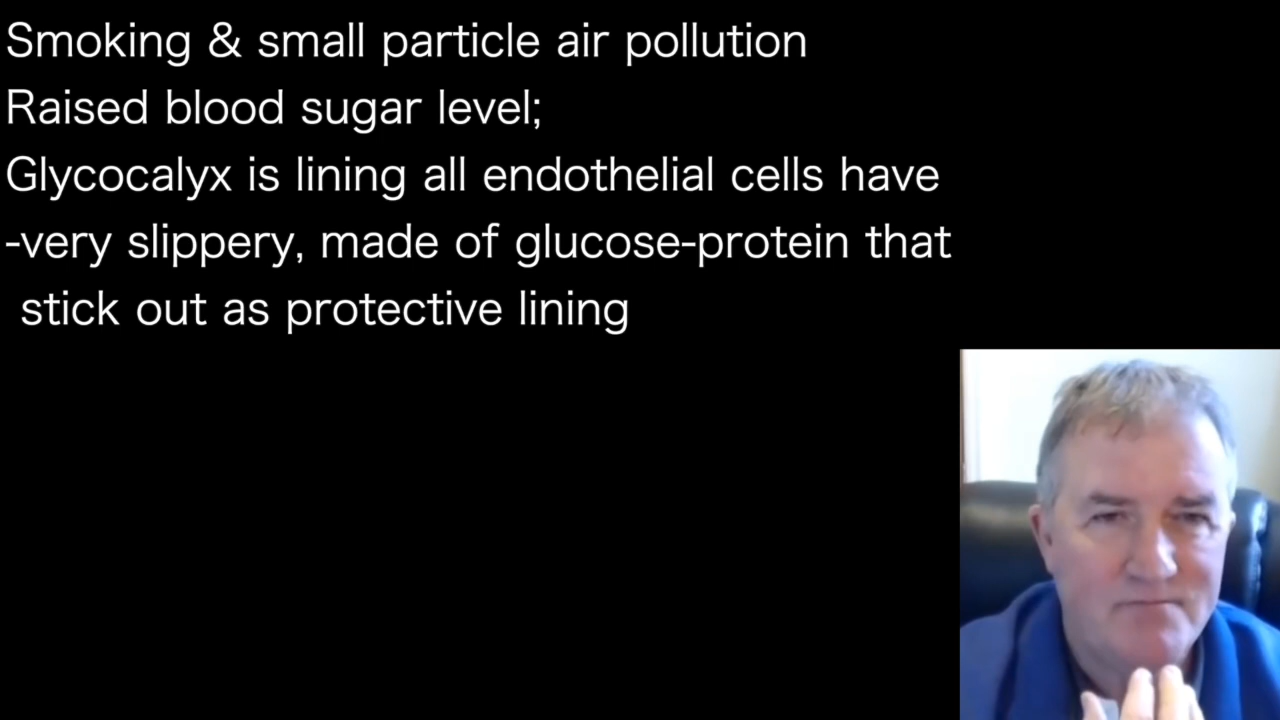 Smoking & small particle air pollution
Raised blood sugar level;
Glycocalyx is lining all endothelial cells have
-very slippery, made of glucose-protein that
stick out as protective lining